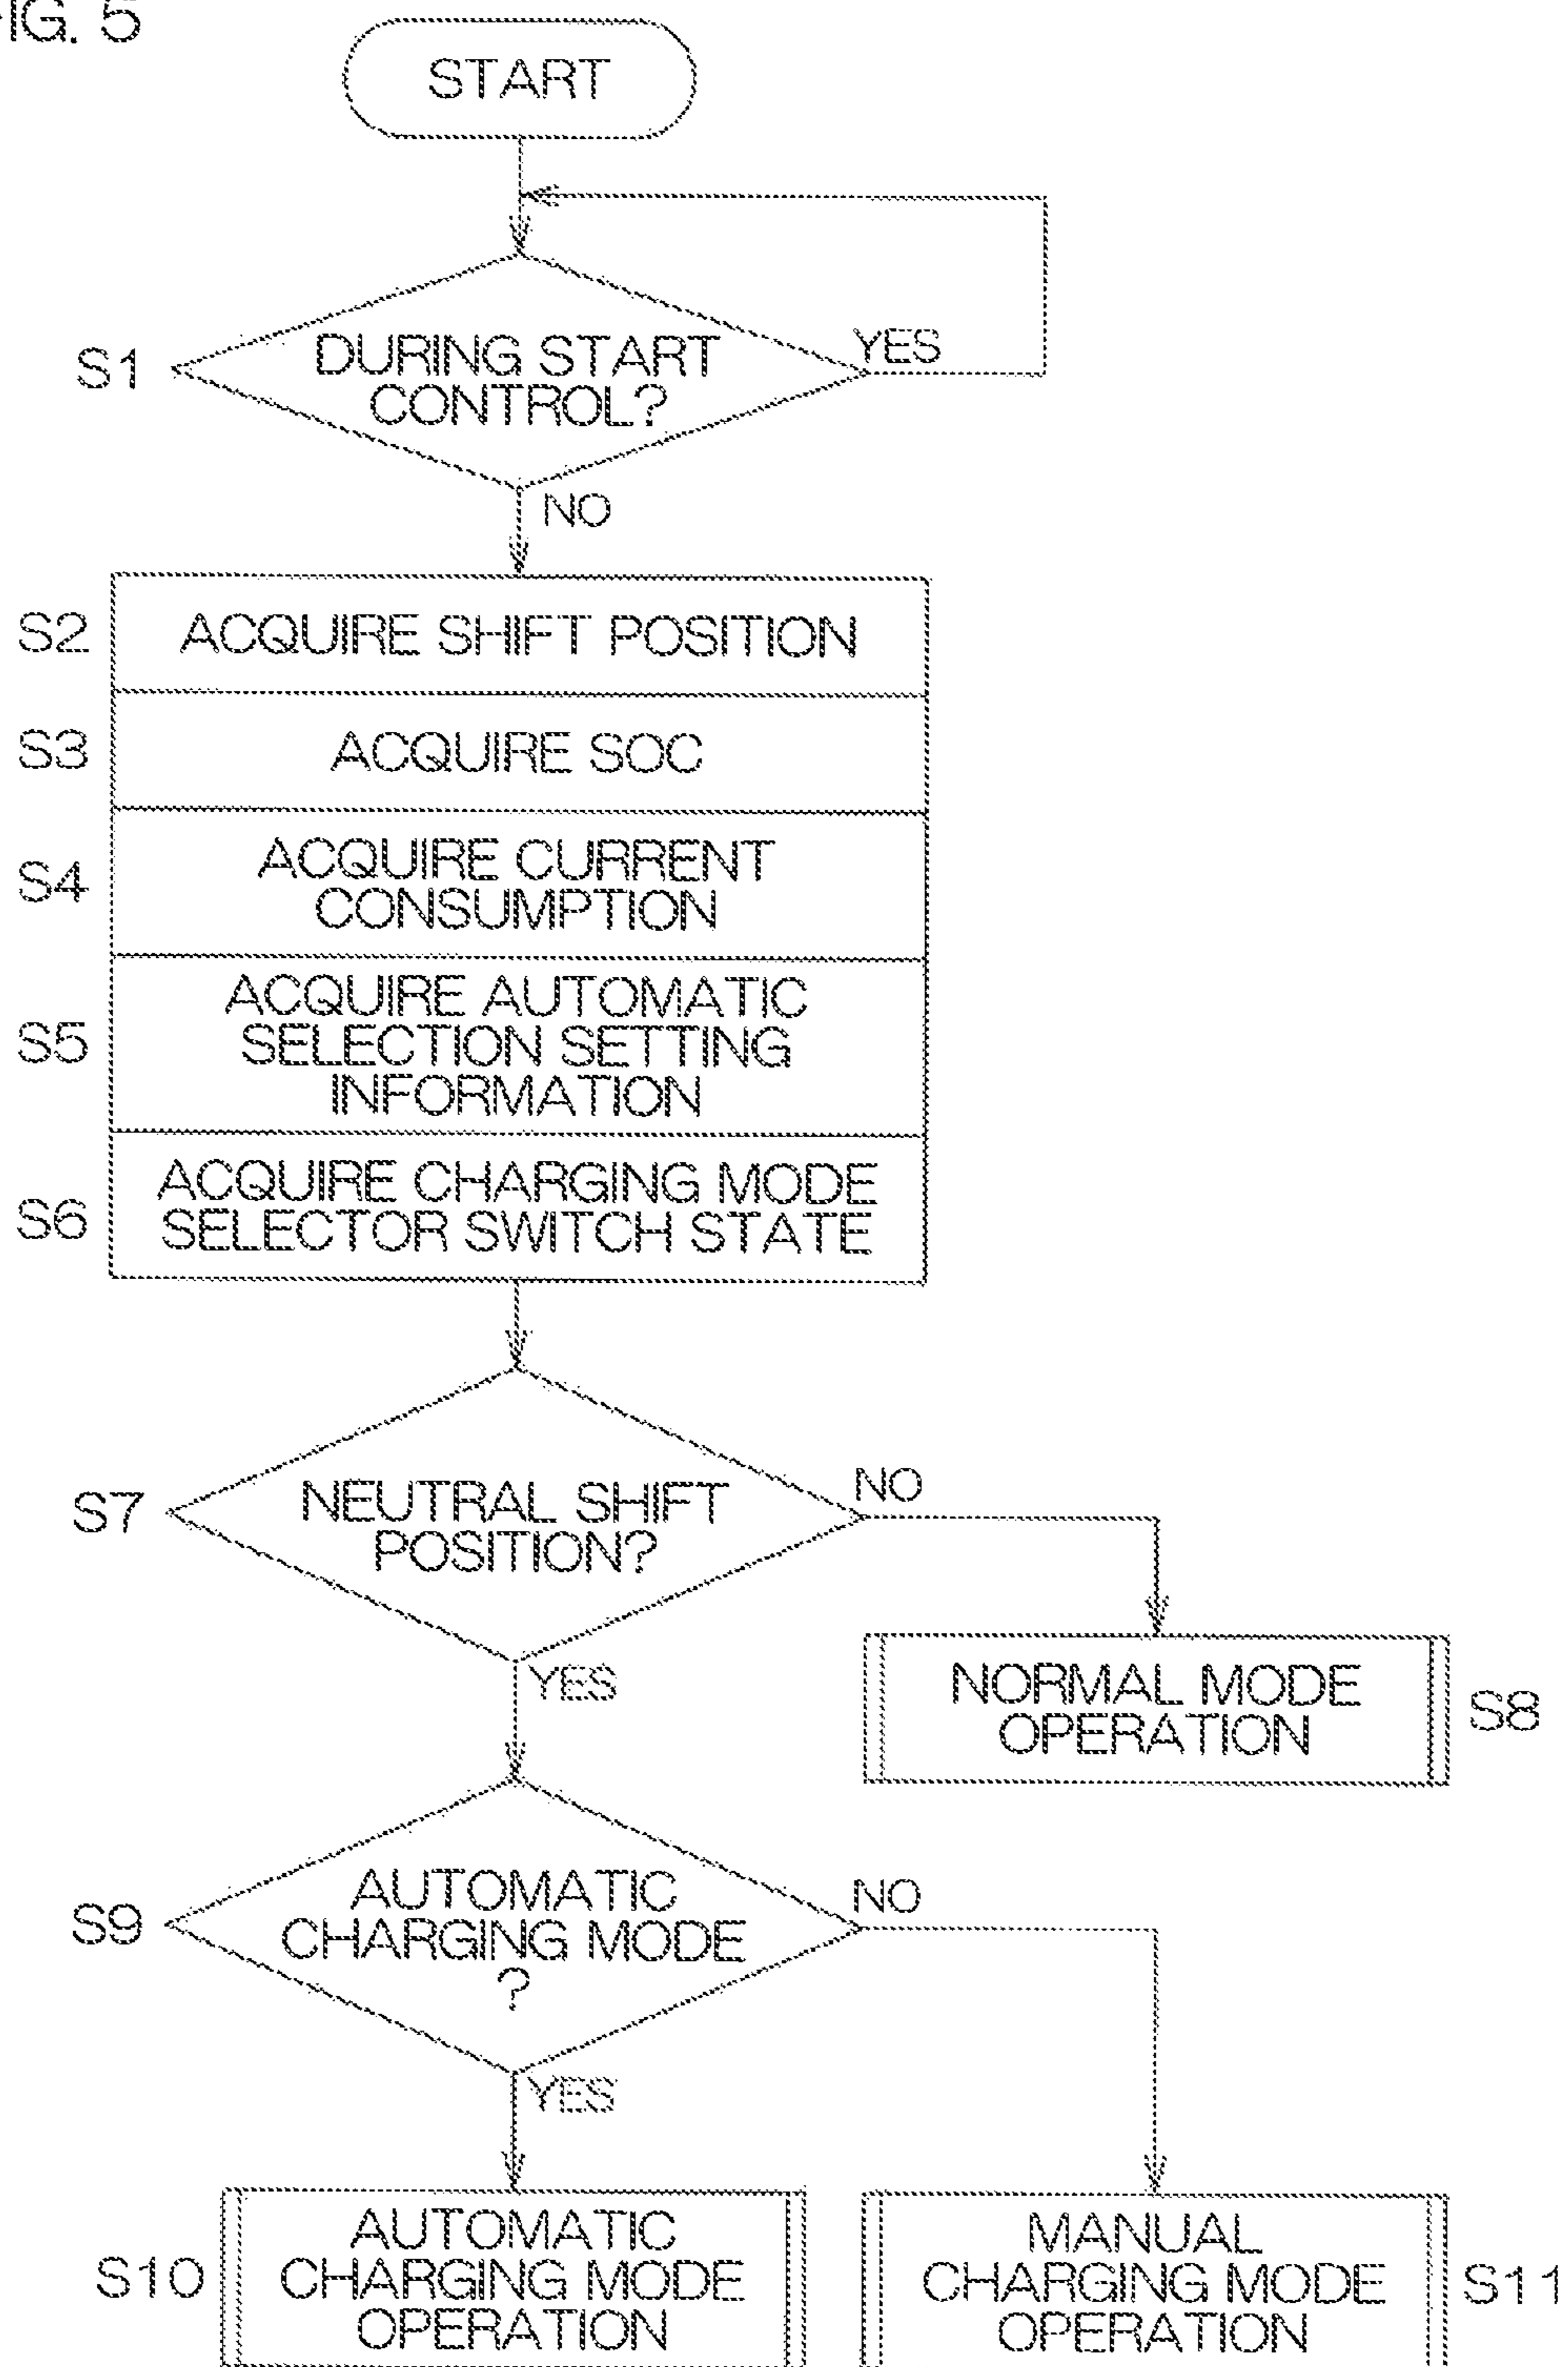 FIG. 5
START
S1
DURING START
CONTROL?
YES
NO
S2
ACQUIRE SHIFT POSITION
S3
ACQUIRE SOC
S4
ACQUIRE CURRENT
CONSUMPTION
S5
ACQUIRE AUTOMATIC
SELECTION SETTING
INFORMATION
S6
ACQUIRE CHARGING MODE
SELECTOR SWITCH STATE
S7
NEUTRAL SHIFT
POSITION?
NO
YES
NORMAL MODE
OPERATION
S8
S9
AUTOMATIC
CHARGING MODE
?
NO
YES
S10
AUTOMATIC
CHARGING MODE
OPERATION
MANUAL
CHARGING MODE
OPERATION
S11